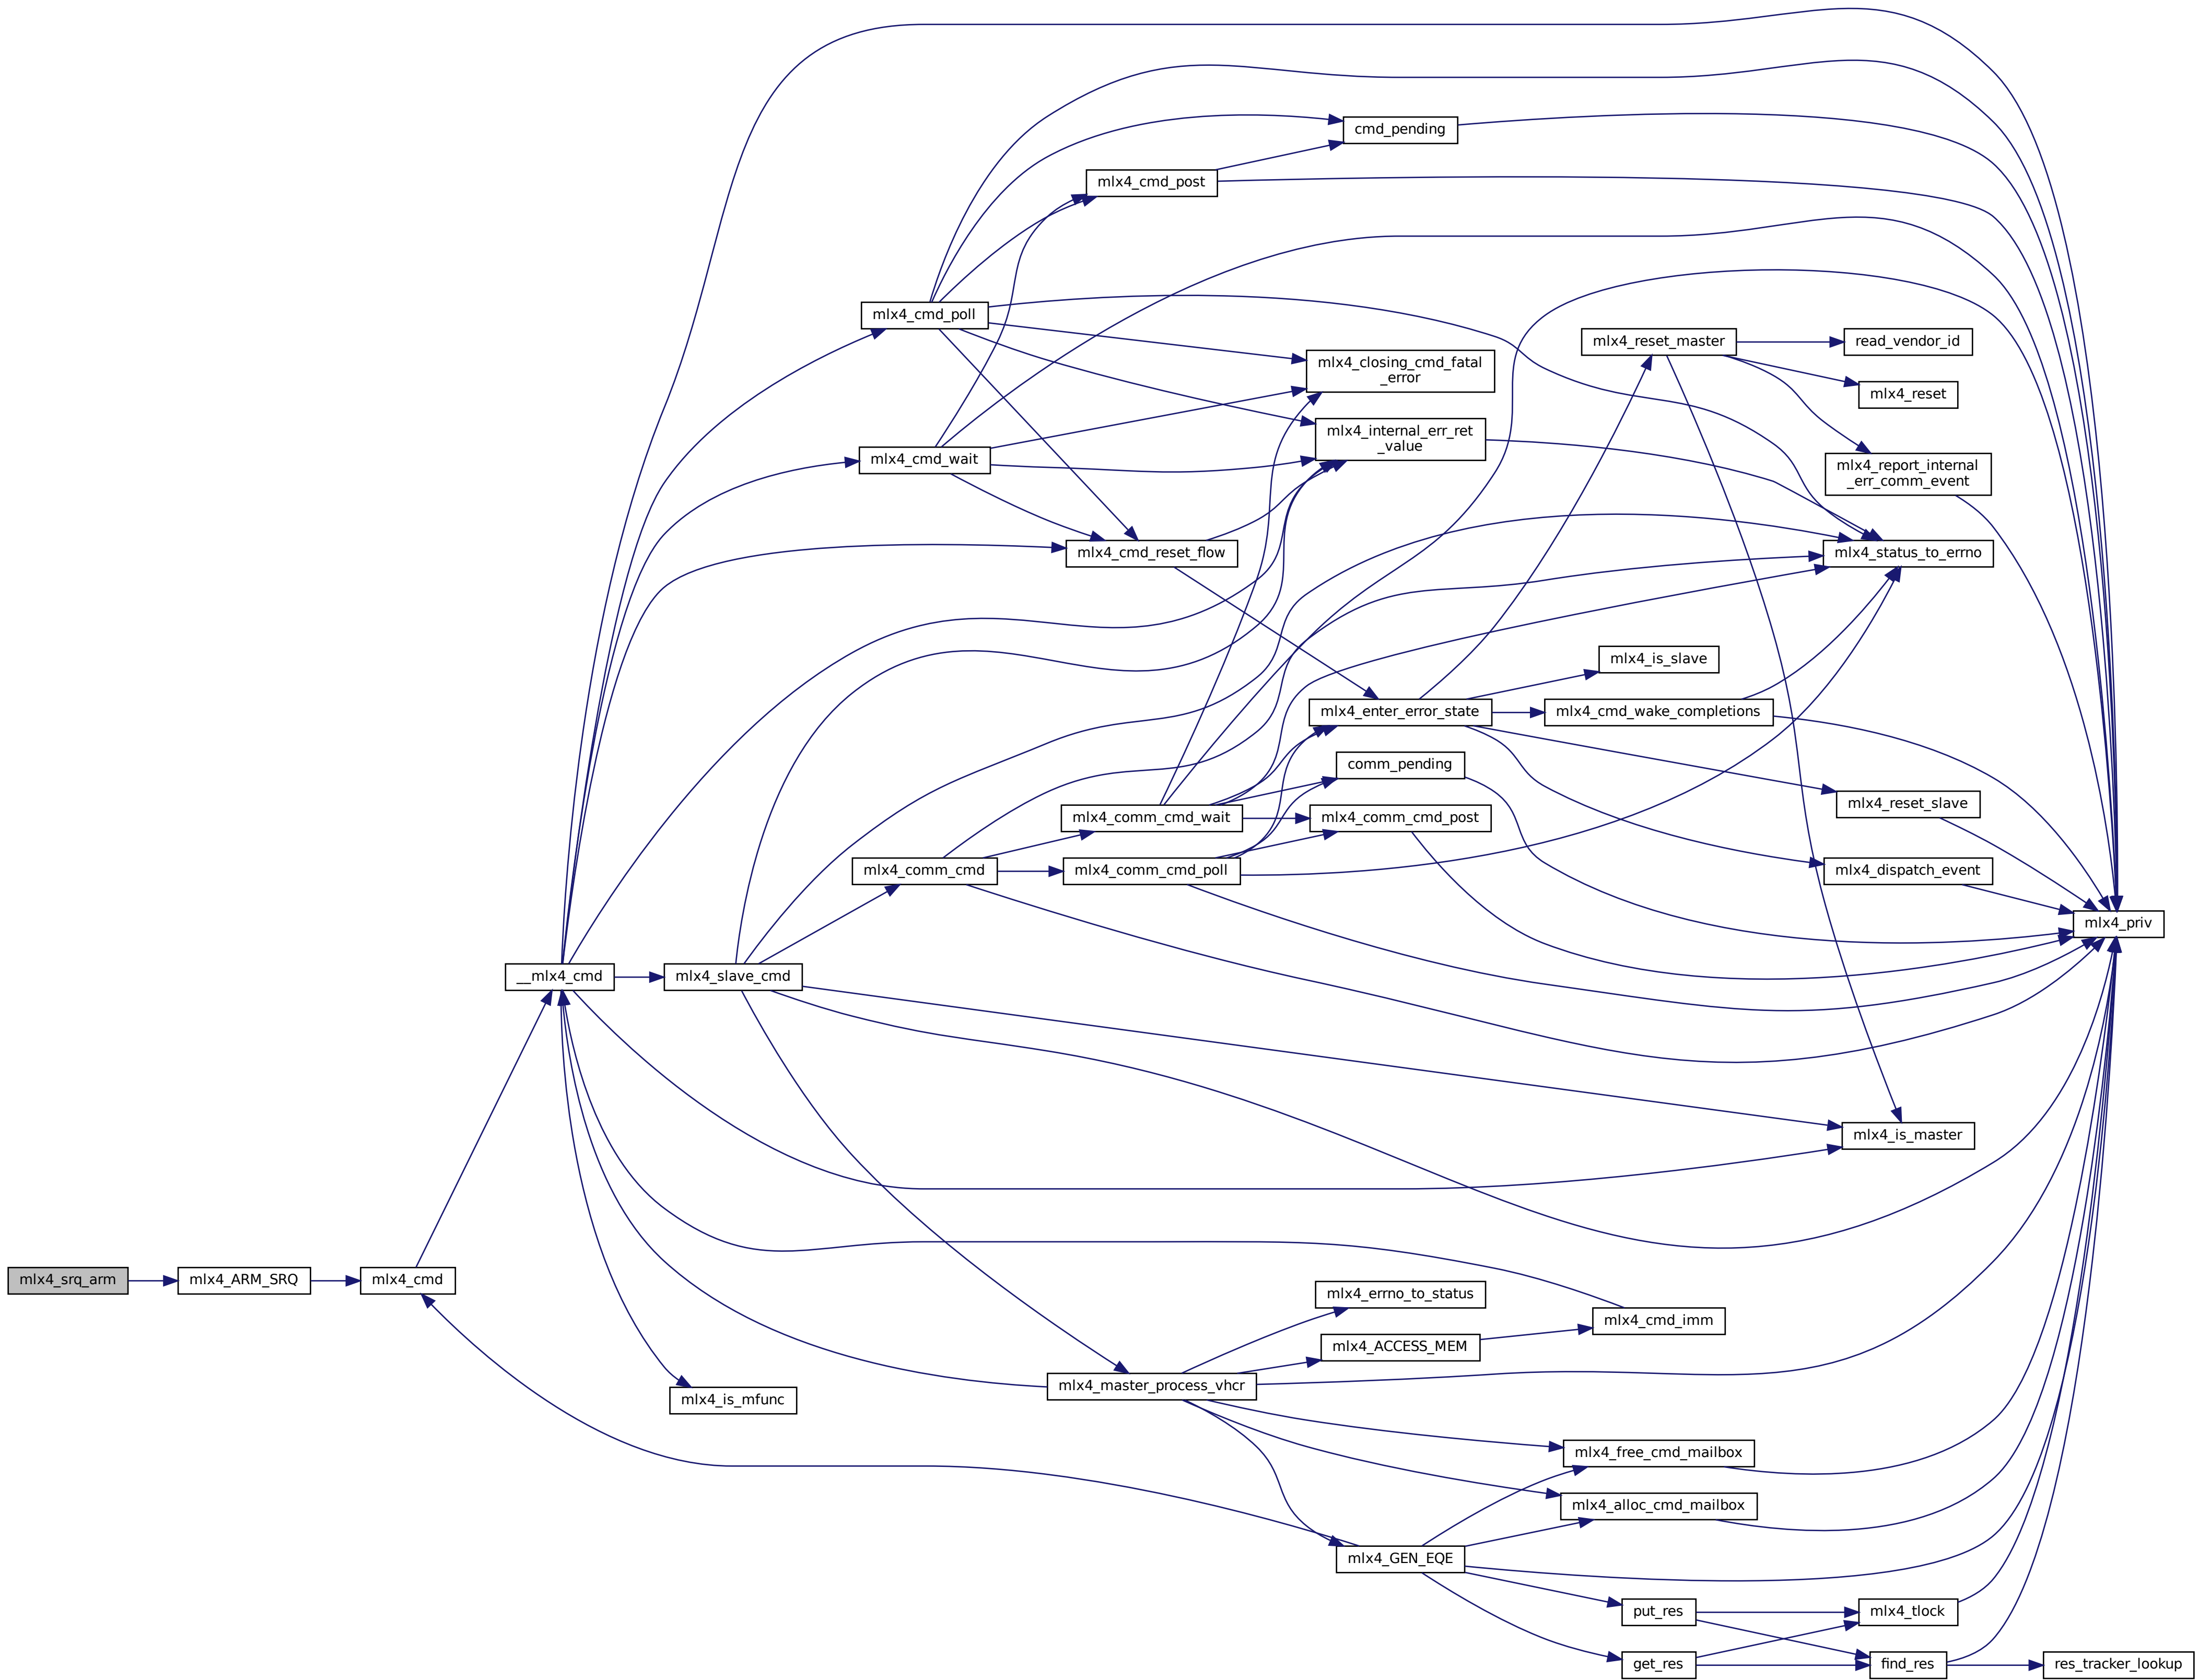 cmd_pending
mlx4_cmd_post
mlx4_cmd_poll
mlx4_reset_master
read_vendor_id
mlx4_closing_cmd_fatal
_error
mlx4_reset
mlx4_internal_err_ret
_value
mlx4_cmd_wait
mlx4_report_internal
_err_comm_event
mlx4_cmd_reset_flow
mlx4_status_to_errno
mlx4_is_slave
mlx4_enter_error_state
mlx4_cmd_wake_completions
comm_pending
mlx4_reset_slave
mlx4_comm_cmd_wait
mlx4_comm_cmd_post
mlx4_comm_cmd
mlx4_comm_cmd_poll
mlx4_dispatch_event
mlx4_priv
__mlx4_cmd
mlx4_slave_cmd
mlx4_is_master
mlx4_srq_arm
mlx4_ARM_SRQ
mlx4_cmd
mlx4_errno_to_status
mlx4_cmd_imm
mlx4_ACCESS_MEM
mlx4_master_process_vhcr
mlx4_is_mfunc
mlx4_free_cmd_mailbox
mlx4_alloc_cmd_mailbox
mlx4_GEN_EQE
put_res
mlx4_tlock
get_res
find_res
res_tracker_lookup